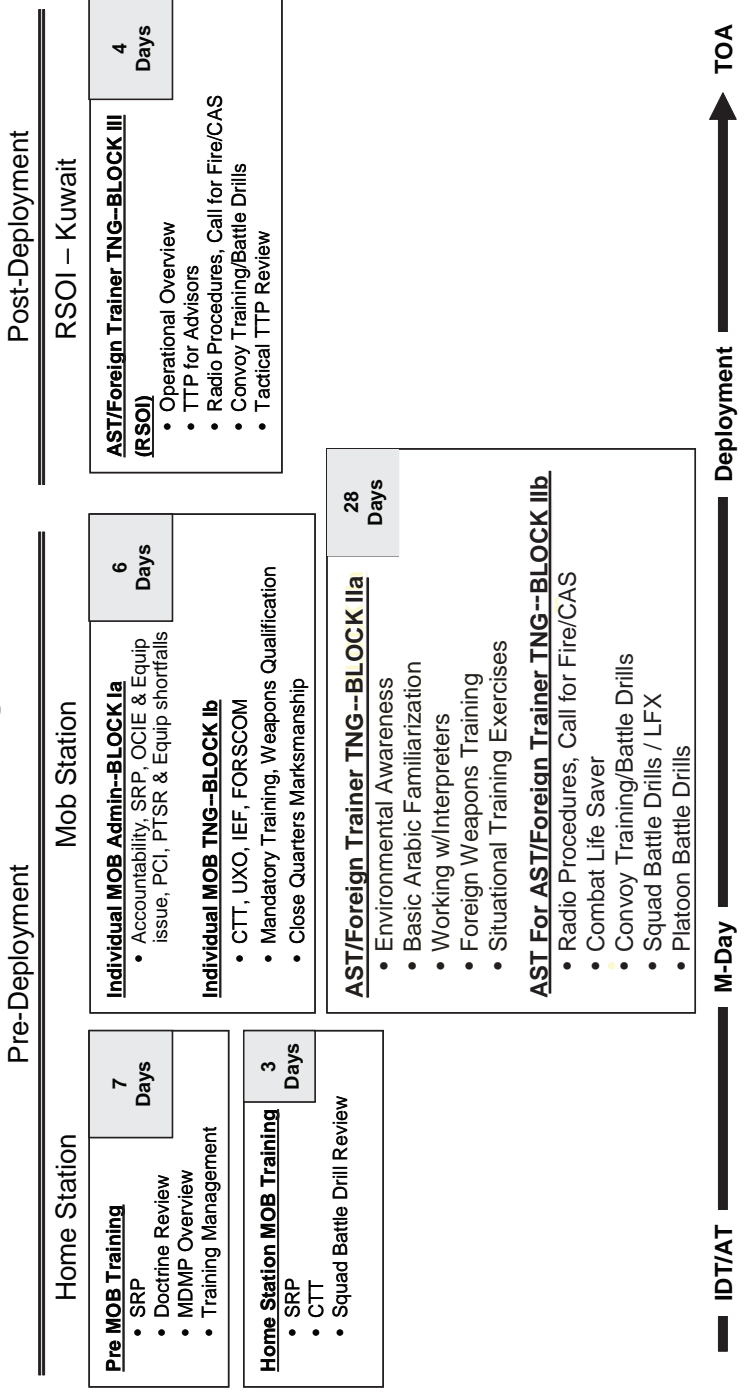 Pre-Deployment
Post-Deployment
Home Station
Mob Station
RSOI – Kuwait
Pre MOB Training
7
Days
• SRP
• Doctrine Review
• MDMP Overview
• Training Management
Home Station MOB Training
3
Days
• SRP
• CTT
• Squad Battle Drill Review
Individual MOB Admin--BLOCK Ia
6
Days
• Accountability, SRP, OCIE & Equip
issue, PCI, PTSR & Equip shortfalls
Individual MOB TNG--BLOCK Ib
• CTT, UXO, IEF, FORSCOM
• Mandatory Training, Weapons Qualification
• Close Quarters Marksmanship
AST/Foreign Trainer TNG--BLOCK IIa
28
Days
• Environmental Awareness
• Basic Arabic Familiarization
• Working w/Interpreters
• Foreign Weapons Training
• Situational Training Exercises
AST For AST/Foreign Trainer TNG--BLOCK IIb
• Radio Procedures, Call for Fire/CAS
• Combat Life Saver
• Convoy Training/Battle Drills
• Squad Battle Drills / LFX
• Platoon Battle Drills
AST/Foreign Trainer TNG--BLOCK III
(RSOI)
4
Days
• Operational Overview
• TTP for Advisors
• Radio Procedures, Call for Fire/CAS
• Convoy Training/Battle Drills
• Tactical TTP Review
IDT/AT
M-Day
Deployment
TOA